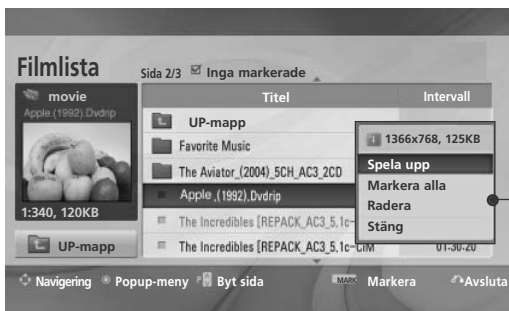 Filmlista
Sida 2/3 Inga markerade
movie
Apple.(1992).Dvdrip
1:340, 120KB
UP-mapp
Titel Intervall
UP-mapp
Favorite Music
The Aviator_(2004)_5CH_AC3_2CD
Apple .(1992).Dvdrip
The Incredibles [REPACK_AC3_5.1c-
The Incredibles [REPACK_AC3_5.1c-CIM 01:30:20
1366x768, 125KB
Spela upp
Markera alla
Radera
Stäng
Navigering Popup-meny P Byt sida MARK Markera Avsluta